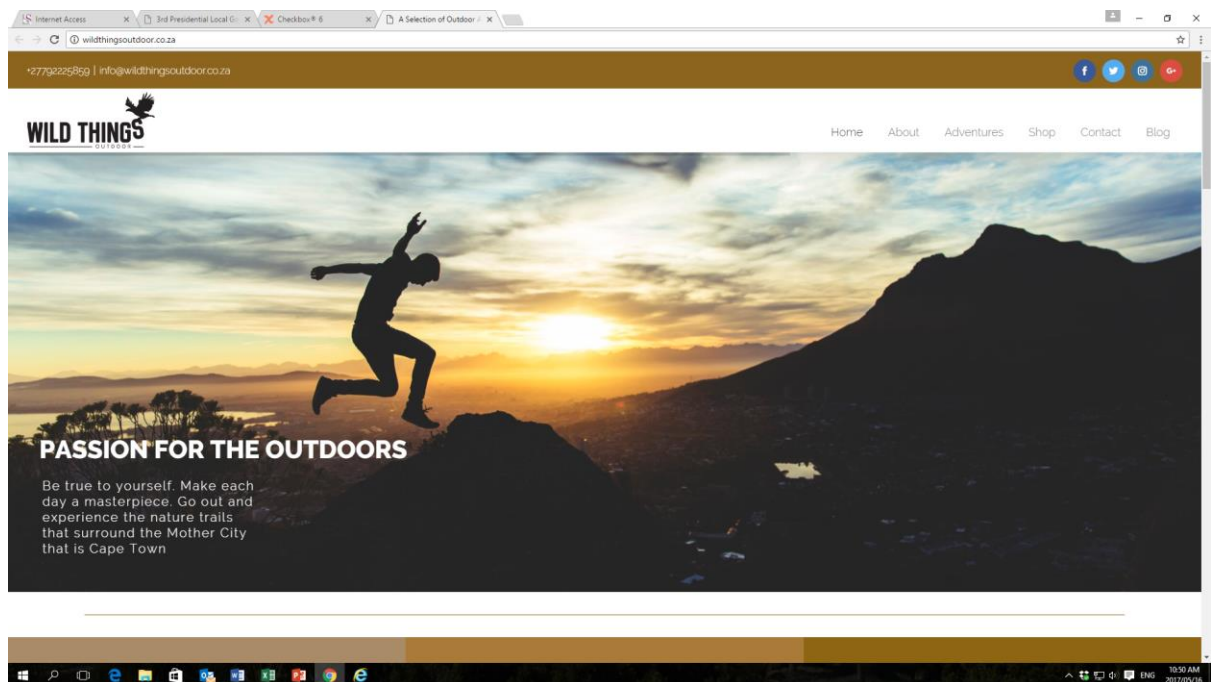 Internet Access
3rd Presidential Local G
Checkbox® 6
A Selection of Outdoor A
wildthingsoutdoor.co.za
+27792225859 | info@wildthingsoutdoor.co.za
WILD THINGS
OUTDOOR
Home About Adventures Shop Contact Blog
PASSION FOR THE OUTDOORS
Be true to yourself. Make each
day a masterpiece. Go out and
experience the nature trails
that surround the Mother City
that is Cape Town
ENG
10:50 AM
2017/05/16